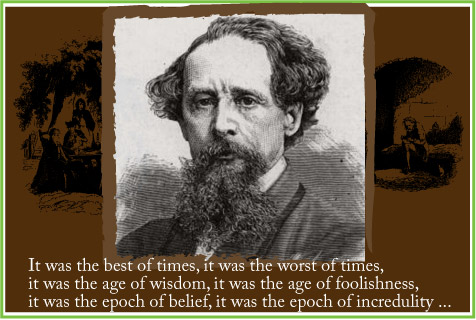 It was the best of times, it was the worst of times,
it was the age of wisdom, it was the age of foolishness,
it was the epoch of belief, it was the epoch of incredulity ...